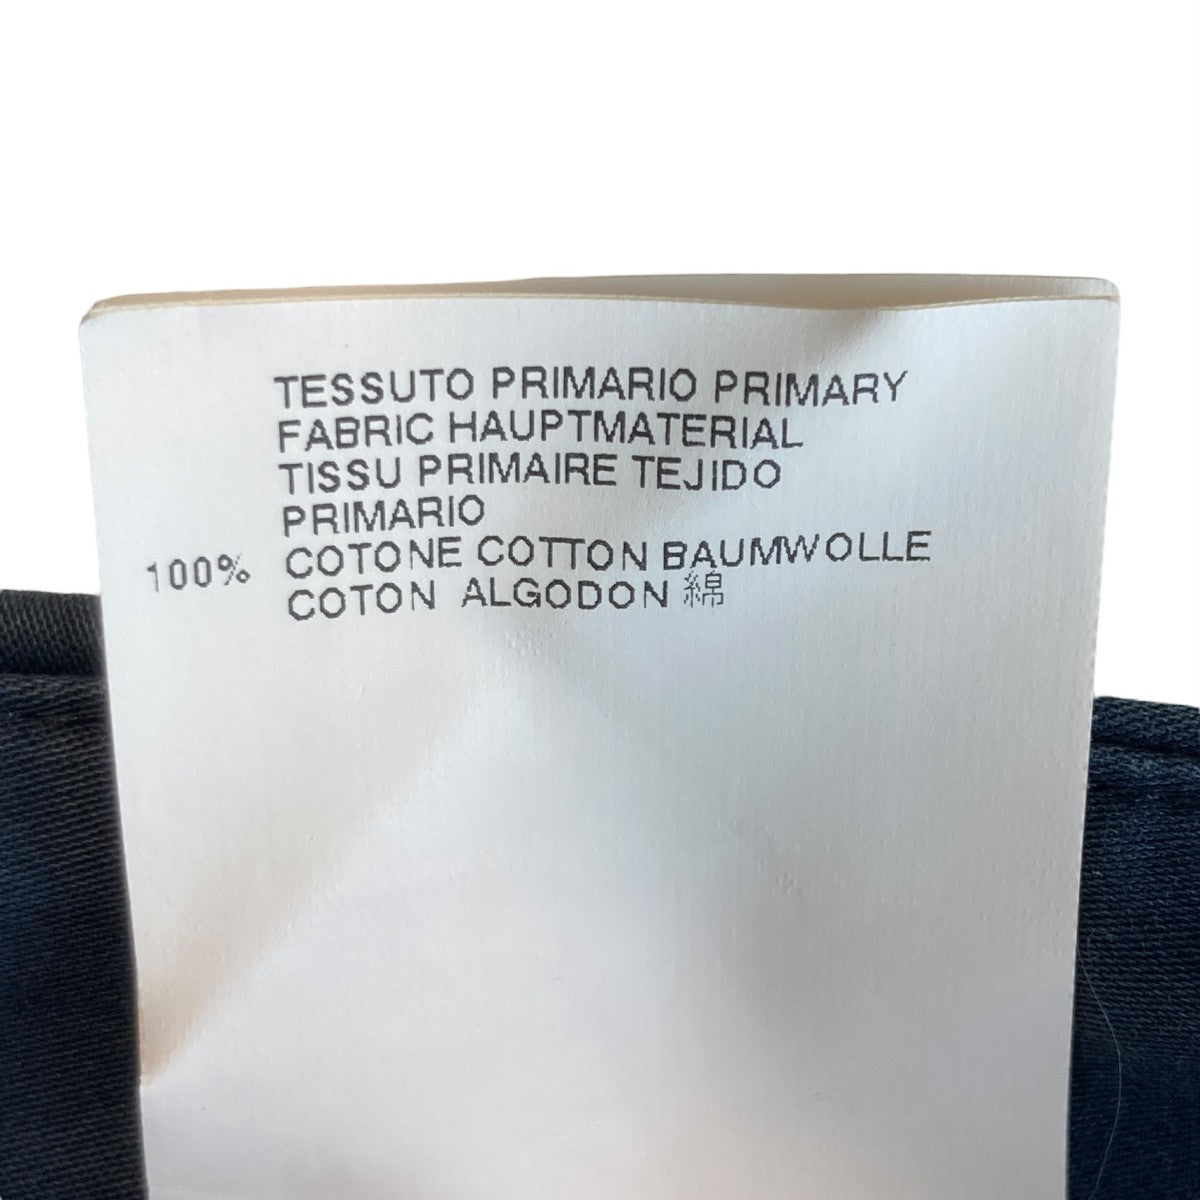 TESSUTO PRIMARIO PRIMARY
FABRIC HAUPTMATERIAL
TISSU PRIMAIRE TEJIDO
PRIMARIO
100% COTONE COTTON BAUMWOLLE
COTON ALGODON 綿